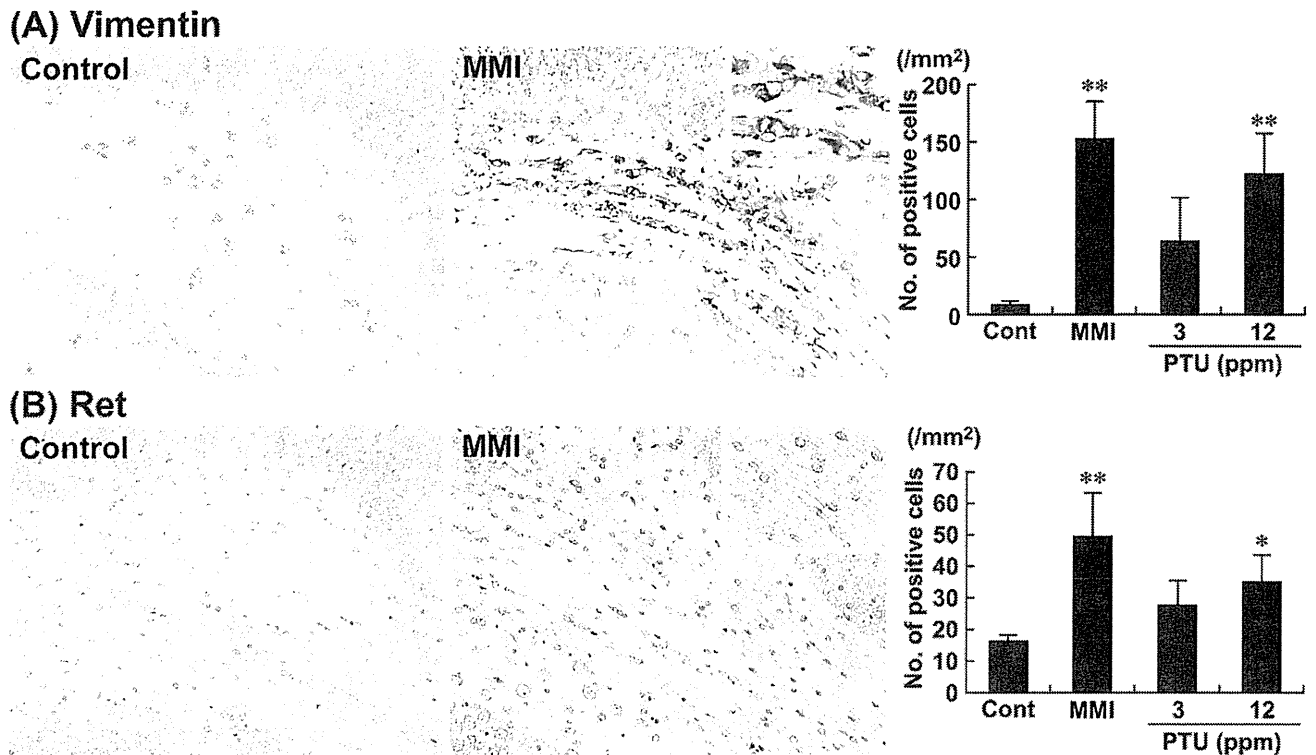 (A) Vimentin
Control
MMI
(/mm²)
No. of positive cells
200
150
100
50
0
**
**
Cont MMI 3 12
PTU (ppm)
(B) Ret
Control
MMI
(/mm²)
No. of positive cells
70
60
50
40
30
20
10
0
**
*
Cont MMI 3 12
PTU (ppm)